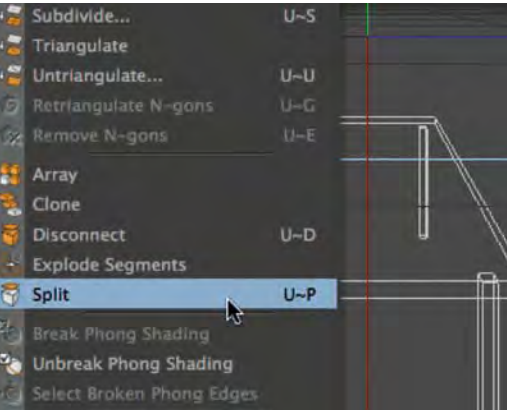 Subdivide... U~S
Triangulate
Untriangulate... U~U
Retriangulate N-gons U~G
Remove N-gons U~E
Array
Clone
Disconnect U~D
Explode Segments
Split U~P
Break Phong Shading
Unbreak Phong Shading
Select Broken Phong Edges